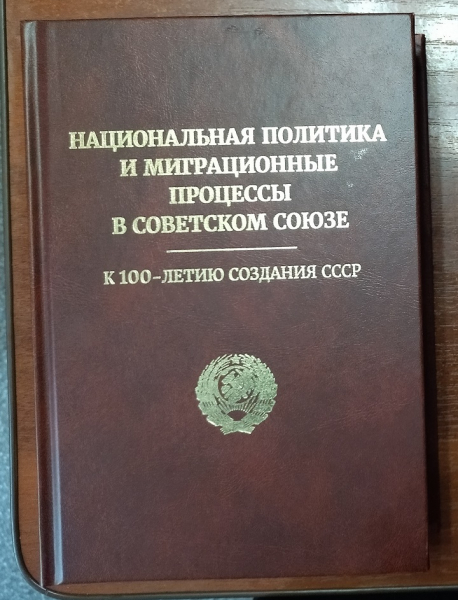 НАЦИОНАЛЬНАЯ ПОЛИТИКА
И МИГРАЦИОННЫЕ
ПРОЦЕССЫ
В СОВЕТСКОМ СОЮЗЕ
К 100-ЛЕТИЮ СОЗДАНИЯ СССР